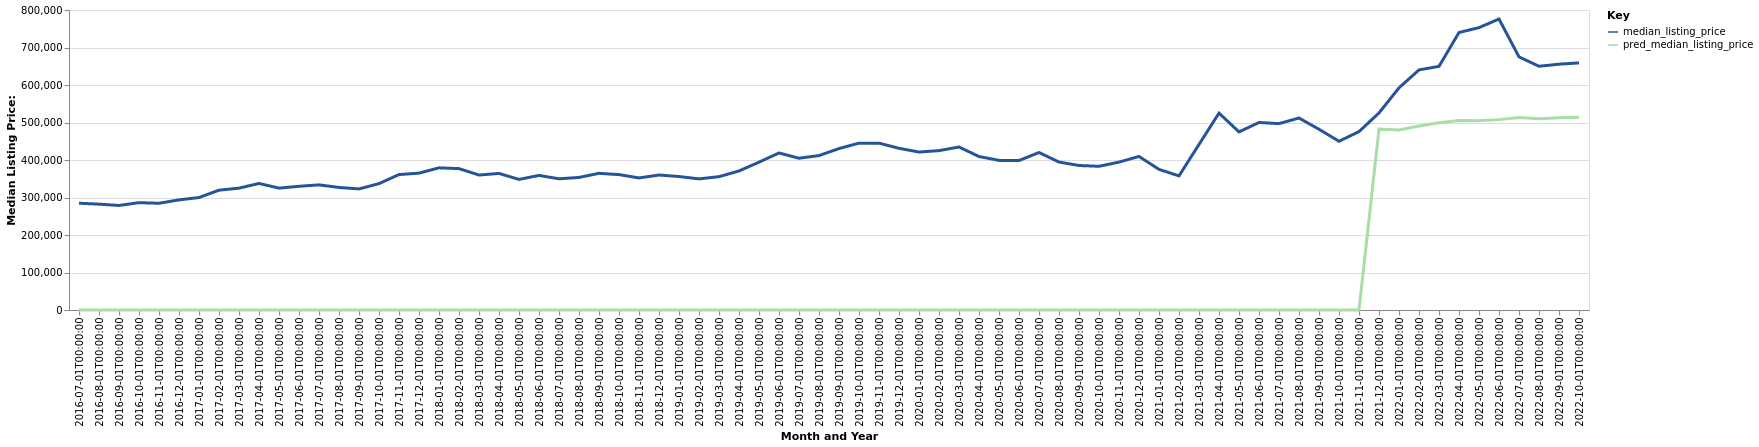 800,000
700,000
600,000
500,000
400,000
300,000
200,000
100,000
0
Median Listing Price:
2016-07-01T00:00:00
2016-08-01T00:00:00
2016-09-01T00:00:00
2016-10-01T00:00:00
2016-11-01T00:00:00
2016-12-01T00:00:00
2017-01-01T00:00:00
2017-02-01T00:00:00
2017-03-01T00:00:00
2017-04-01T00:00:00
2017-05-01T00:00:00
2017-06-01T00:00:00
2017-07-01T00:00:00
2017-08-01T00:00:00
2017-09-01T00:00:00
2017-10-01T00:00:00
2017-11-01T00:00:00
2017-12-01T00:00:00
2018-01-01T00:00:00
2018-02-01T00:00:00
2018-03-01T00:00:00
2018-04-01T00:00:00
2018-05-01T00:00:00
2018-06-01T00:00:00
2018-07-01T00:00:00
2018-08-01T00:00:00
2018-09-01T00:00:00
2018-10-01T00:00:00
2018-11-01T00:00:00
2018-12-01T00:00:00
2019-01-01T00:00:00
2019-02-01T00:00:00
2019-03-01T00:00:00
2019-04-01T00:00:00
2019-05-01T00:00:00
2019-06-01T00:00:00
2019-07-01T00:00:00
2019-08-01T00:00:00
2019-09-01T00:00:00
2019-10-01T00:00:00
2019-11-01T00:00:00
2019-12-01T00:00:00
2020-01-01T00:00:00
2020-02-01T00:00:00
2020-03-01T00:00:00
2020-04-01T00:00:00
2020-05-01T00:00:00
2020-06-01T00:00:00
2020-07-01T00:00:00
2020-08-01T00:00:00
2020-09-01T00:00:00
2020-10-01T00:00:00
2020-11-01T00:00:00
2020-12-01T00:00:00
2021-01-01T00:00:00
2021-02-01T00:00:00
2021-03-01T00:00:00
2021-04-01T00:00:00
2021-05-01T00:00:00
2021-06-01T00:00:00
2021-07-01T00:00:00
2021-08-01T00:00:00
2021-09-01T00:00:00
2021-10-01T00:00:00
2021-11-01T00:00:00
2021-12-01T00:00:00
2022-01-01T00:00:00
2022-02-01T00:00:00
2022-03-01T00:00:00
2022-04-01T00:00:00
2022-05-01T00:00:00
2022-06-01T00:00:00
2022-07-01T00:00:00
2022-08-01T00:00:00
2022-09-01T00:00:00
2022-10-01T00:00:00
Month and Year
Key
median_listing_price
pred_median_listing_price